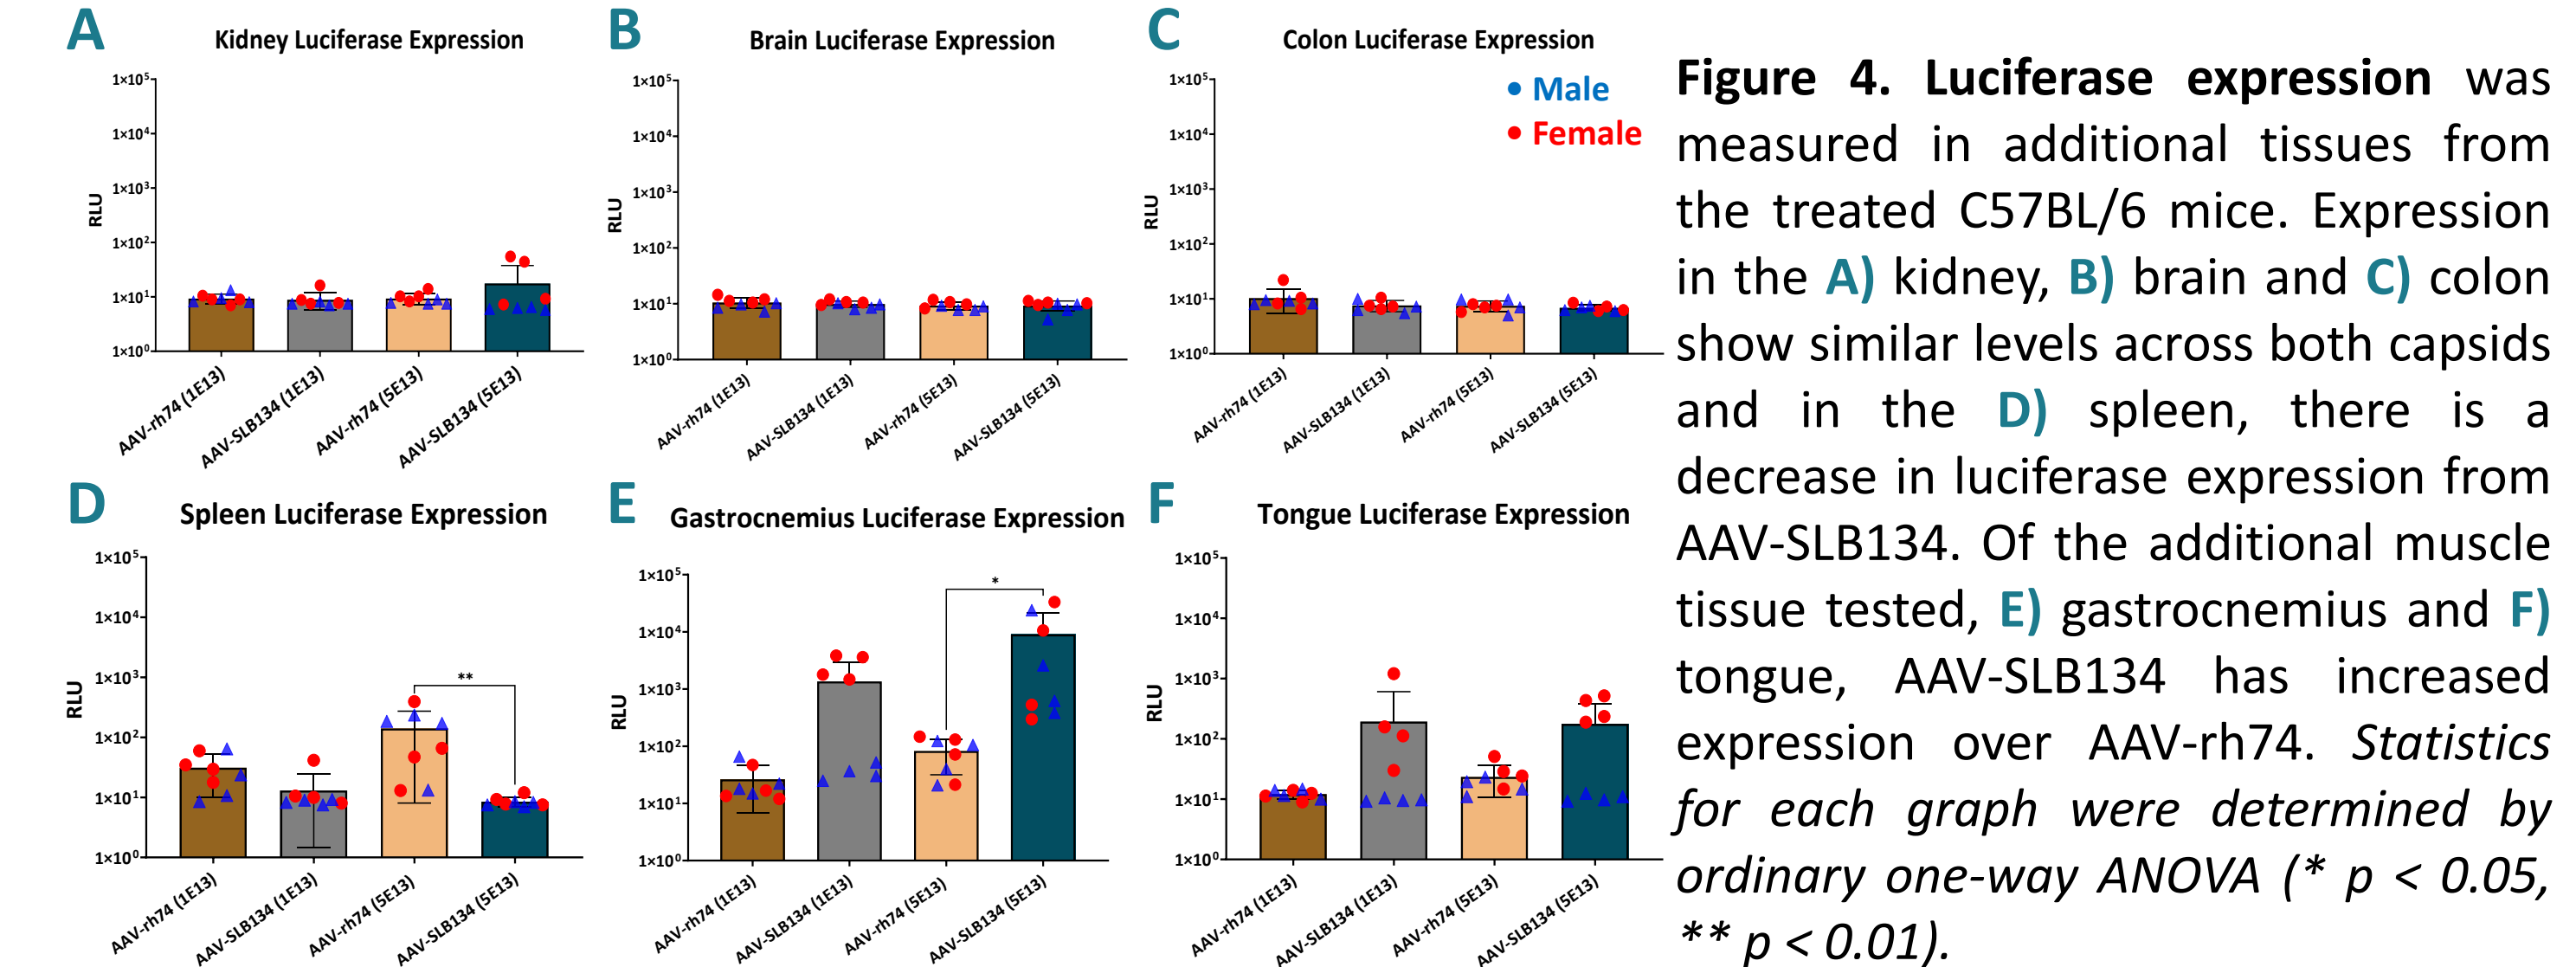 A
Kidney Luciferase Expression
1×10⁵
1×10⁴
1×10³
1×10²
1×10¹
1×10⁰
RLU
AAV-rh74 (1E13)
AAV-SLB134 (1E13)
AAV-rh74 (5E13)
AAV-SLB134 (5E13)
B
Brain Luciferase Expression
1×10⁵
1×10⁴
1×10³
1×10²
1×10¹
1×10⁰
RLU
AAV-rh74 (1E13)
AAV-SLB134 (1E13)
AAV-rh74 (5E13)
AAV-SLB134 (5E13)
C
Colon Luciferase Expression
Male
Female
1×10⁵
1×10⁴
1×10³
1×10²
1×10¹
1×10⁰
RLU
AAV-rh74 (1E13)
AAV-SLB134 (1E13)
AAV-rh74 (5E13)
AAV-SLB134 (5E13)
D
Spleen Luciferase Expression
1×10⁵
1×10⁴
1×10³
1×10²
1×10¹
1×10⁰
RLU
**
AAV-rh74 (1E13)
AAV-SLB134 (1E13)
AAV-rh74 (5E13)
AAV-SLB134 (5E13)
E
Gastrocnemius Luciferase Expression
1×10⁵
1×10⁴
1×10³
1×10²
1×10¹
1×10⁰
RLU
*
AAV-rh74 (1E13)
AAV-SLB134 (1E13)
AAV-rh74 (5E13)
AAV-SLB134 (5E13)
F
Tongue Luciferase Expression
1×10⁵
1×10⁴
1×10³
1×10²
1×10¹
1×10⁰
RLU
AAV-rh74 (1E13)
AAV-SLB134 (1E13)
AAV-rh74 (5E13)
AAV-SLB134 (5E13)
Figure 4. Luciferase expression was
measured in additional tissues from
the treated C57BL/6 mice. Expression
in the A) kidney, B) brain and C) colon
show similar levels across both capsids
and in the D) spleen, there is a
decrease in luciferase expression from
AAV-SLB134. Of the additional muscle
tissue tested, E) gastrocnemius and F)
tongue, AAV-SLB134 has increased
expression over AAV-rh74. Statistics
for each graph were determined by
ordinary one-way ANOVA (* p < 0.05,
** p < 0.01).